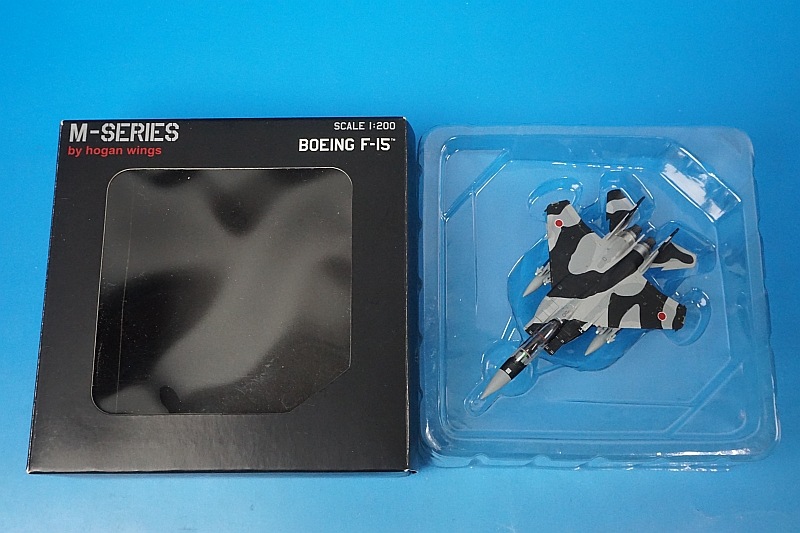 M-SERIES
by hogan wings
SCALE 1:200
BOEING F-15™